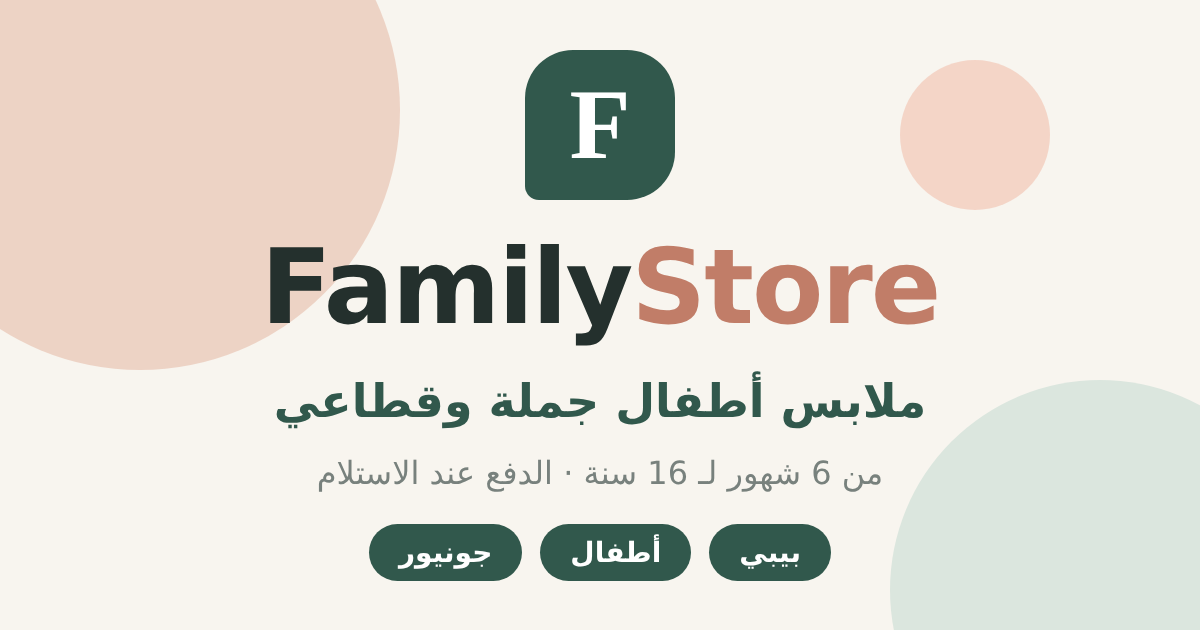 F
FamilyStore
ملابس أطفال جملة وقطاعي
من 6 شهور لـ 16 سنة · الدفع عند الاستلام
بيبي أطفال جونيور